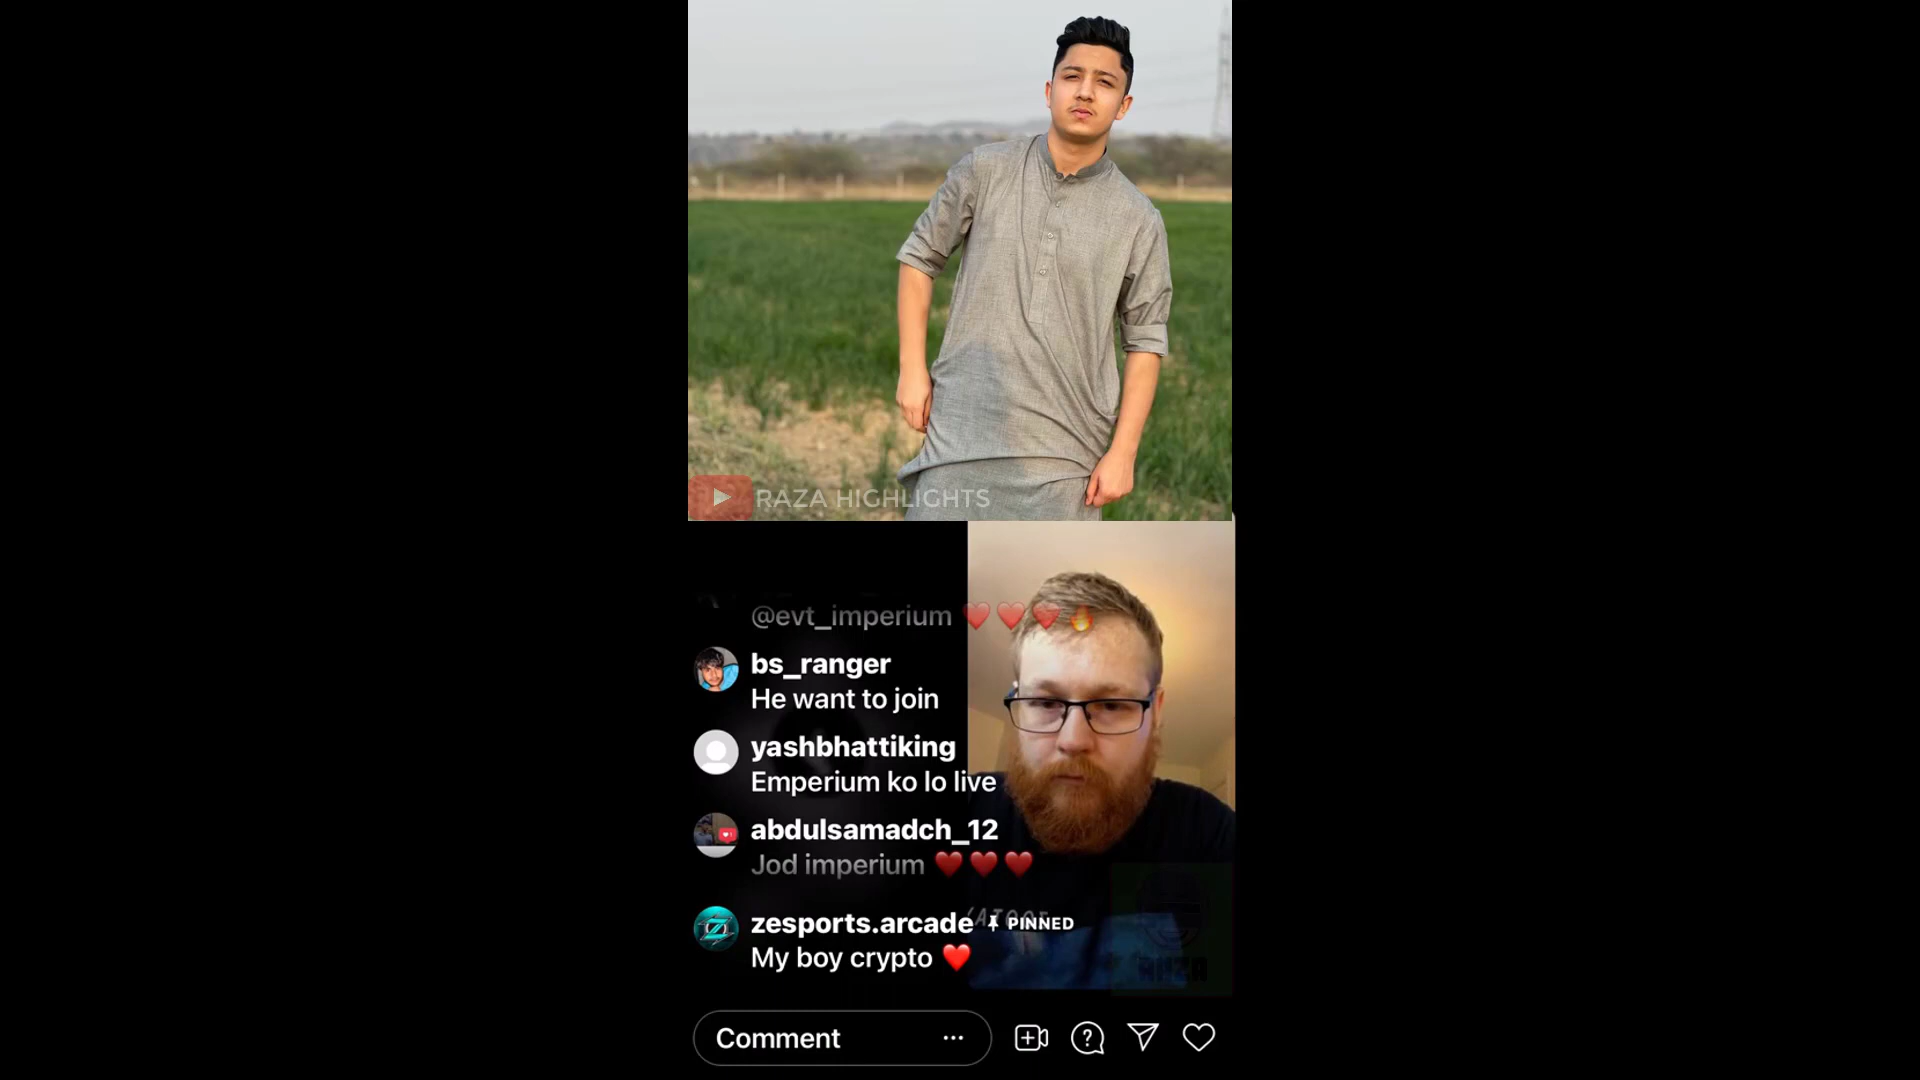 RAZA HIGHLIGHTS
@evt_imperium ❤️❤️❤️🔥
bs_ranger
He want to join
yashbhattiking
Emperium ko lo live
abdulsamadch_12
Jod imperium ❤️❤️❤️
zesports.arcade PINNED
My boy crypto ❤️
RAZA
Comment ...